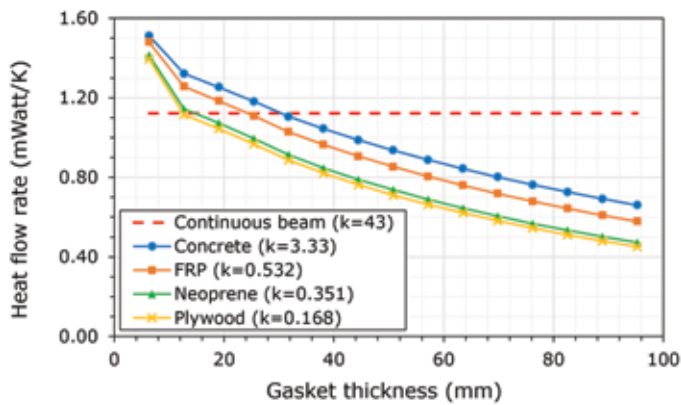 Heat flow rate (mWatt/K)
1.60
1.20
0.80
0.40
0.00
Continuous beam (k=43)
Concrete (k=3.33)
FRP (k=0.532)
Neoprene (k=0.351)
Plywood (k=0.168)
0 20 40 60 80 100
Gasket thickness (mm)